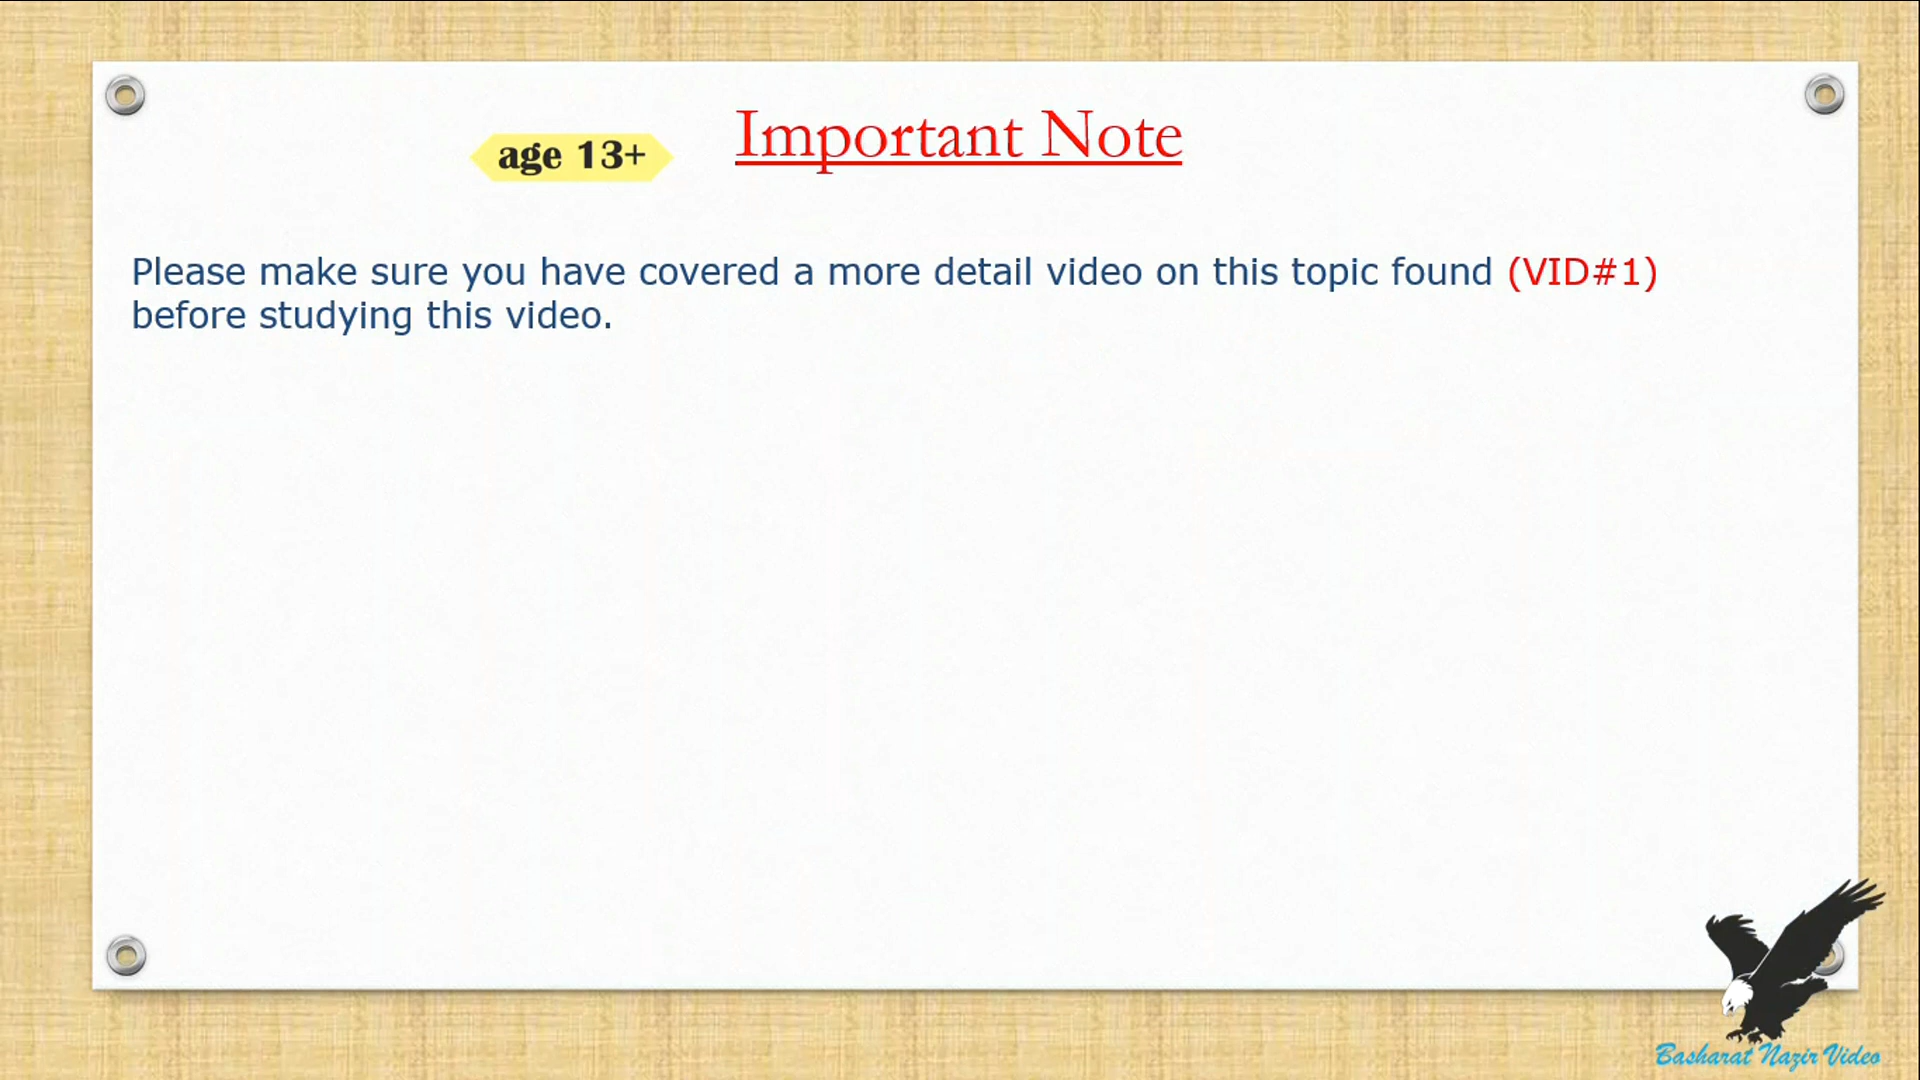 Important Note
age 13+
Please make sure you have covered a more detail video on this topic found (VID#1)
before studying this video.
Basharat Nazir Video